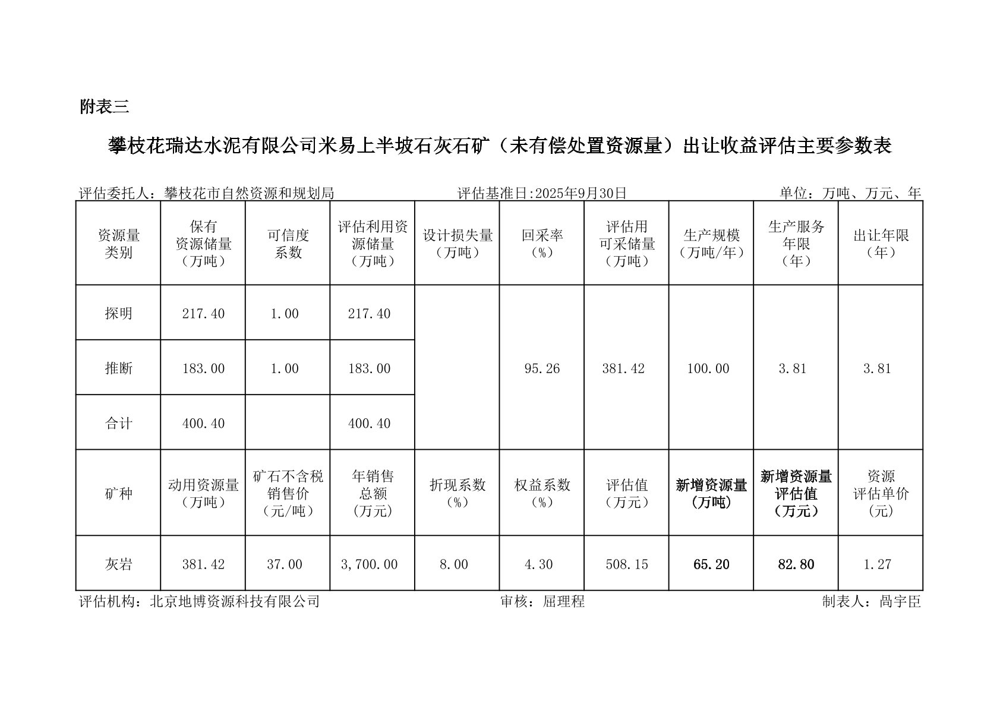 附表三
攀枝花瑞达水泥有限公司米易上半坡石灰石矿（未有偿处置资源量）出让收益评估主要参数表
评估委托人：攀枝花市自然资源和规划局 评估基准日:2025年9月30日 单位：万吨、万元、年
资源量
类别
保有
资源储量
（万吨）
可信度
系数
评估利用资
源储量
（万吨）
设计损失量
（万吨）
回采率
（%）
评估用
可采储量
（万吨）
生产规模
（万吨/年）
生产服务
年限
（年）
出让年限
（年）
探明 217.40 1.00 217.40
推断 183.00 1.00 183.00 95.26 381.42 100.00 3.81 3.81
合计 400.40 400.40
矿种
动用资源量
（万吨）
矿石不含税
销售价
（元/吨）
年销售
总额
(万元)
折现系数
（%）
权益系数
（%）
评估值
（万元）
新增资源量
(万吨)
新增资源量
评估值
（万元）
资源
评估单价
(元)
灰岩 381.42 37.00 3,700.00 8.00 4.30 508.15 65.20 82.80 1.27
评估机构：北京地博资源科技有限公司 审核：屈理程 制表人：咼宇臣